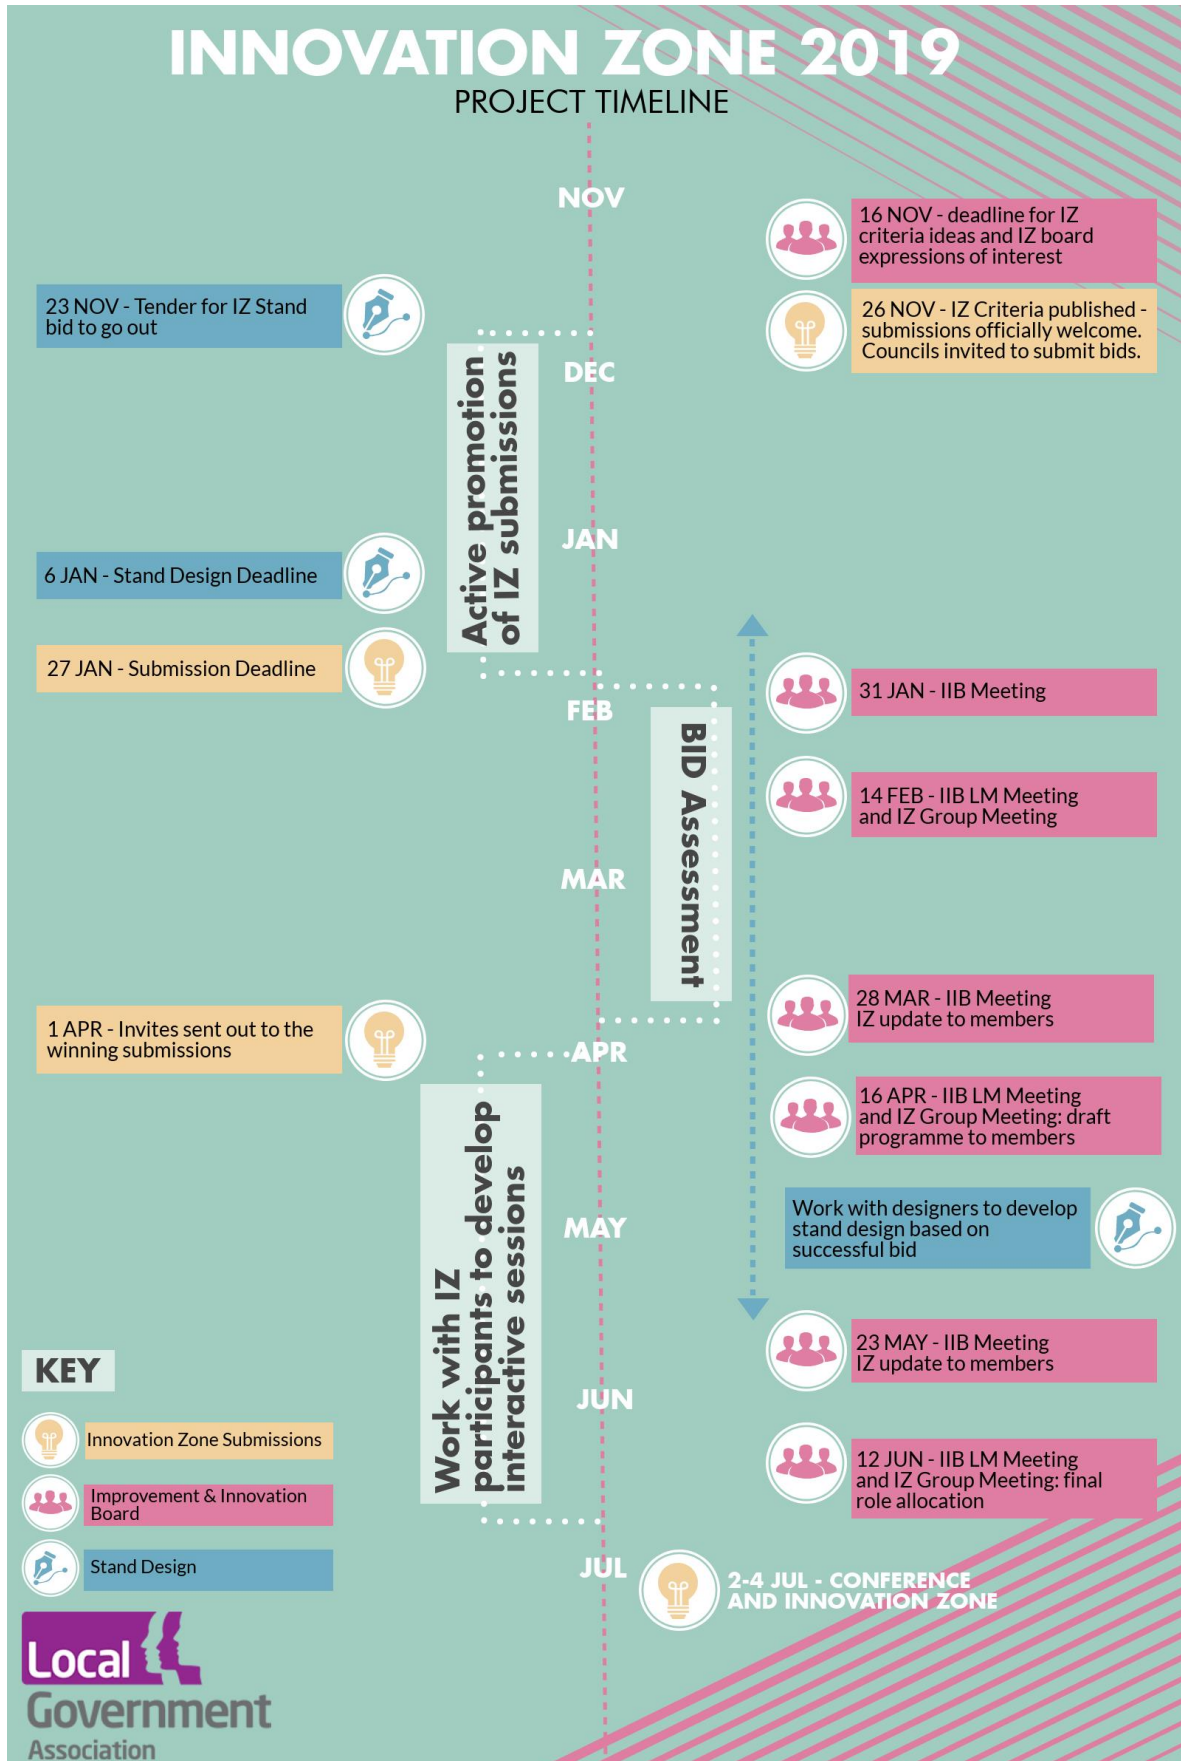 INNOVATION ZONE 2019
PROJECT TIMELINE
NOV
16 NOV - deadline for IZ
criteria ideas and IZ board
expressions of interest
23 NOV - Tender for IZ Stand
bid to go out
26 NOV - IZ Criteria published -
submissions officially welcome.
Councils invited to submit bids.
Active promotion
of IZ submissions
DEC
JAN
6 JAN - Stand Design Deadline
27 JAN - Submission Deadline
31 JAN - IIB Meeting
FEB
BID Assessment
14 FEB - IIB LM Meeting
and IZ Group Meeting
MAR
28 MAR - IIB Meeting
IZ update to members
1 APR - Invites sent out to the
winning submissions
APR
Work with IZ
participants to develop
interactive sessions
16 APR - IIB LM Meeting
and IZ Group Meeting: draft
programme to members
MAY
Work with designers to develop
stand design based on
successful bid
23 MAY - IIB Meeting
IZ update to members
JUN
12 JUN - IIB LM Meeting
and IZ Group Meeting: final
role allocation
JUL
2-4 JUL - CONFERENCE
AND INNOVATION ZONE
KEY
Innovation Zone Submissions
Improvement & Innovation
Board
Stand Design
Local
Government
Association